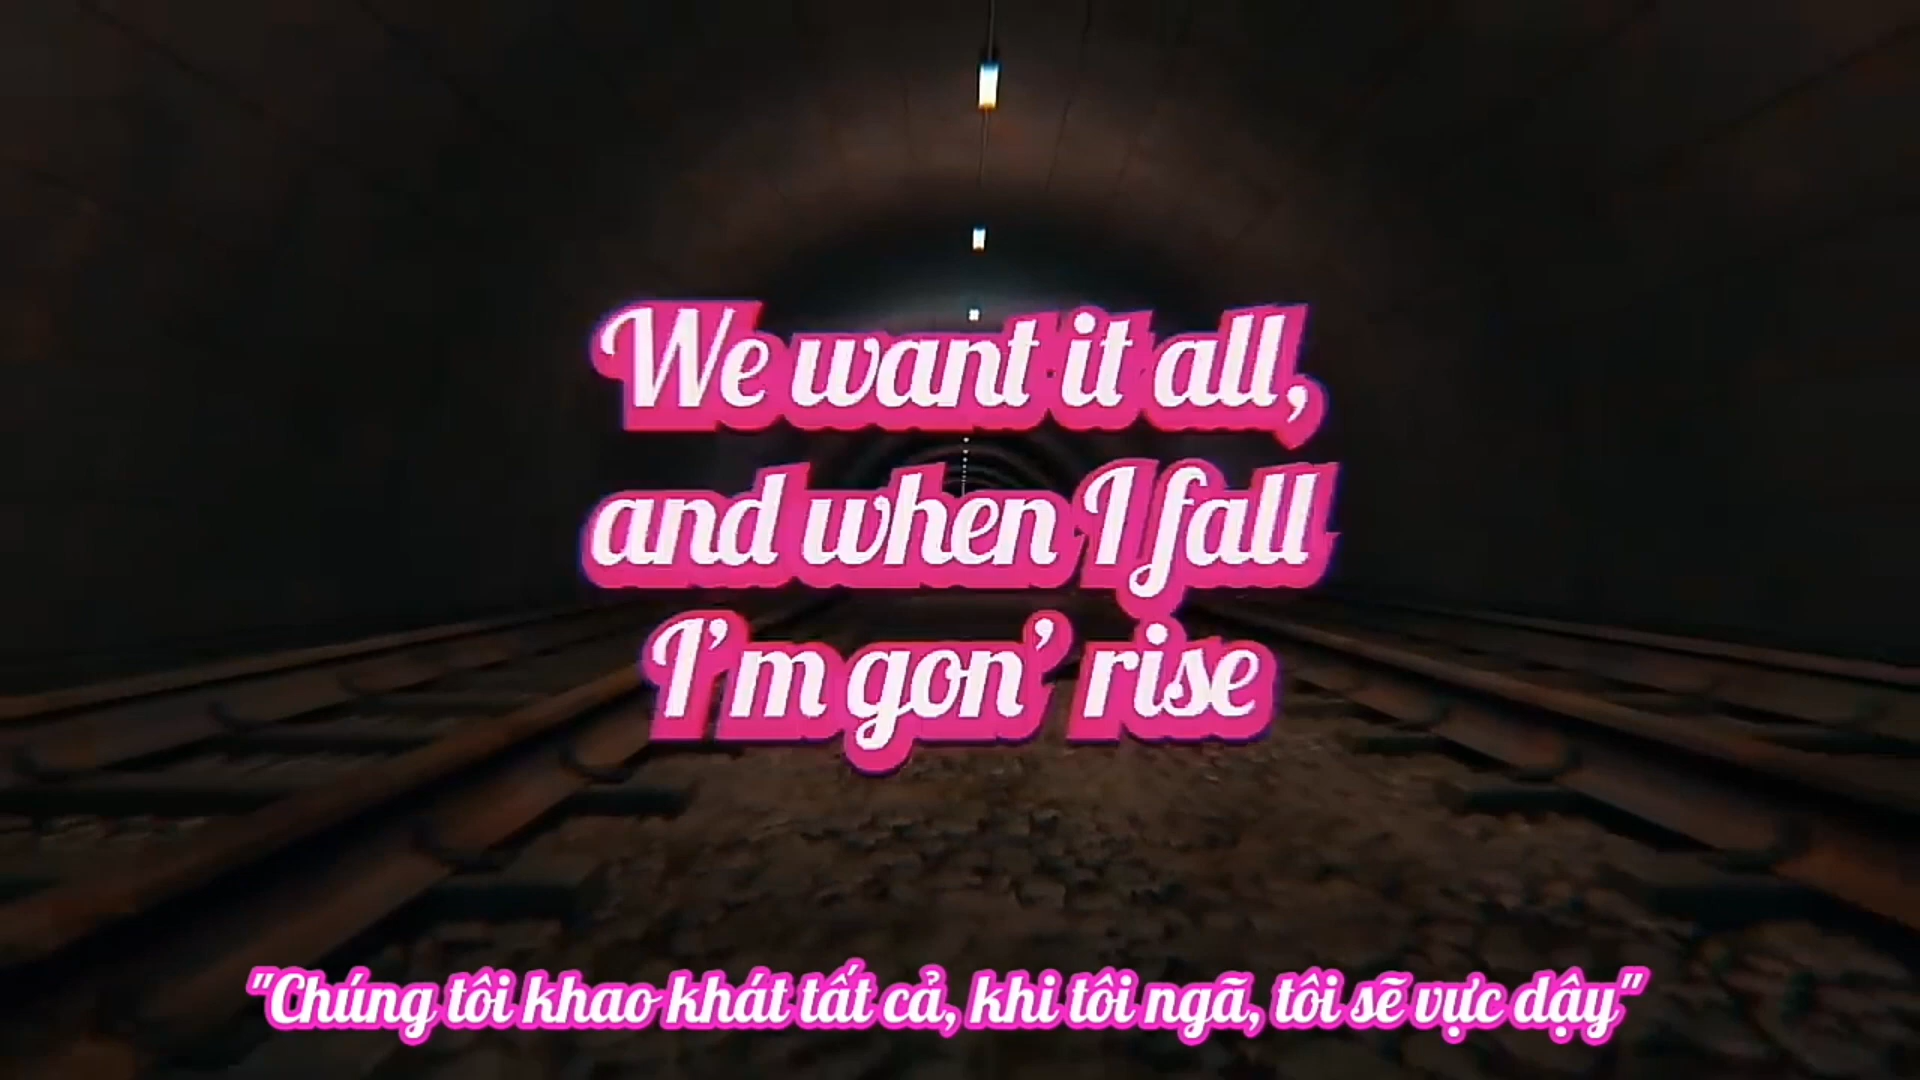 We want it all,
and when I fall
I'm gon' rise
"Chúng tôi khao khát tất cả, khi tôi ngã, tôi sẽ vực dậy"